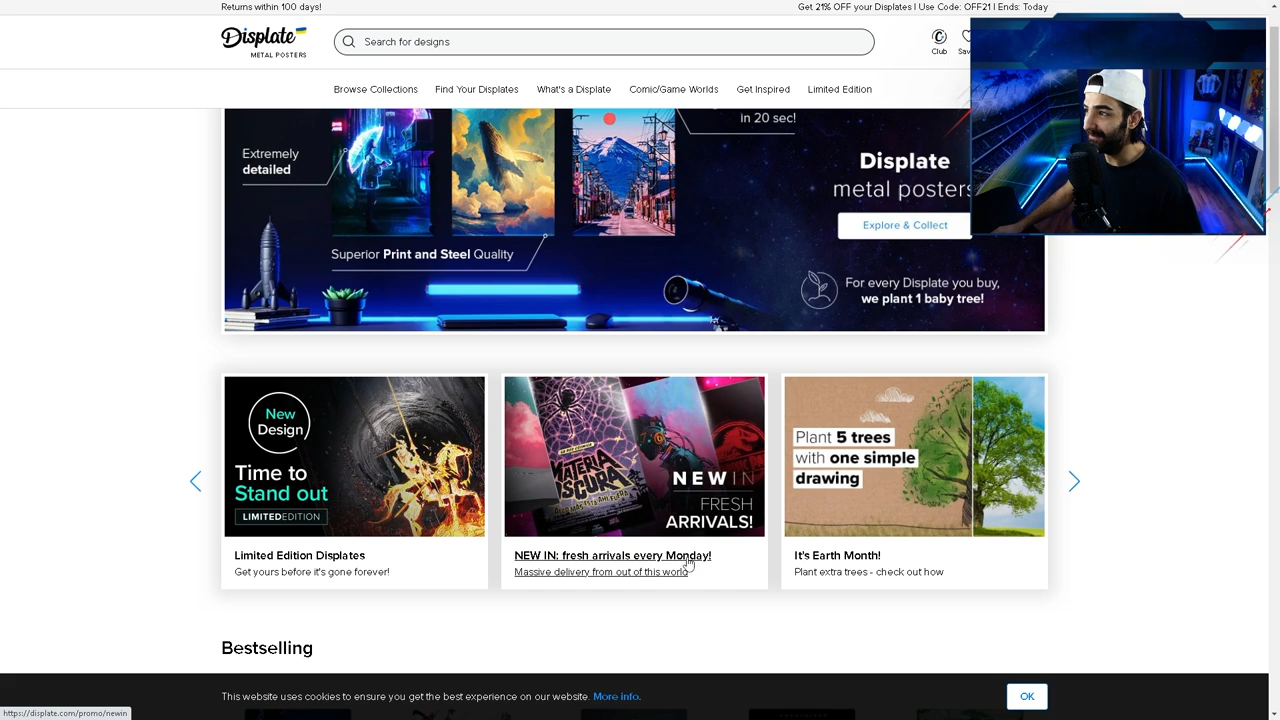 Returns within 100 days!
Get 21% OFF your Displates | Use Code: OFF21 | Ends: Today
Displate
METAL POSTERS
Search for designs
Club
Browse Collections
Find Your Displates
What's a Displate
Comic/Game Worlds
Get Inspired
Limited Edition
in 20 sec!
Extremely
detailed
Displate
metal posters
Explore & Collect
Superior Print and Steel Quality
For every Displate you buy,
we plant 1 baby tree!
New
Design
Time to
Stand out
LIMITEDEDITION
MATERIA
OSCURA
NEW IN
FRESH
ARRIVALS!
Plant 5 trees
with one simple
drawing
Limited Edition Displates
Get yours before it's gone forever!
NEW IN: fresh arrivals every Monday!
Massive delivery from out of this world
It's Earth Month!
Plant extra trees - check out how
Bestselling
This website uses cookies to ensure you get the best experience on our website. More info.
OK
https://displate.com/promo/newin